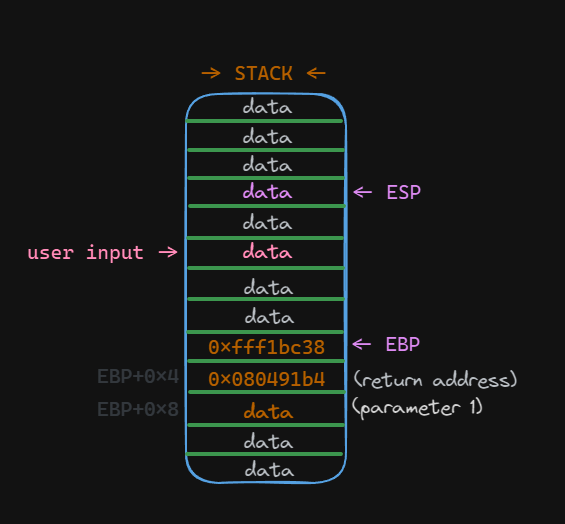 → STACK ←
data
data
data
data ← ESP
data
user input → data
data
data
0×fff1bc38 ← EBP
EBP+0×4 0×080491b4 (return address)
EBP+0×8 data (parameter 1)
data
data